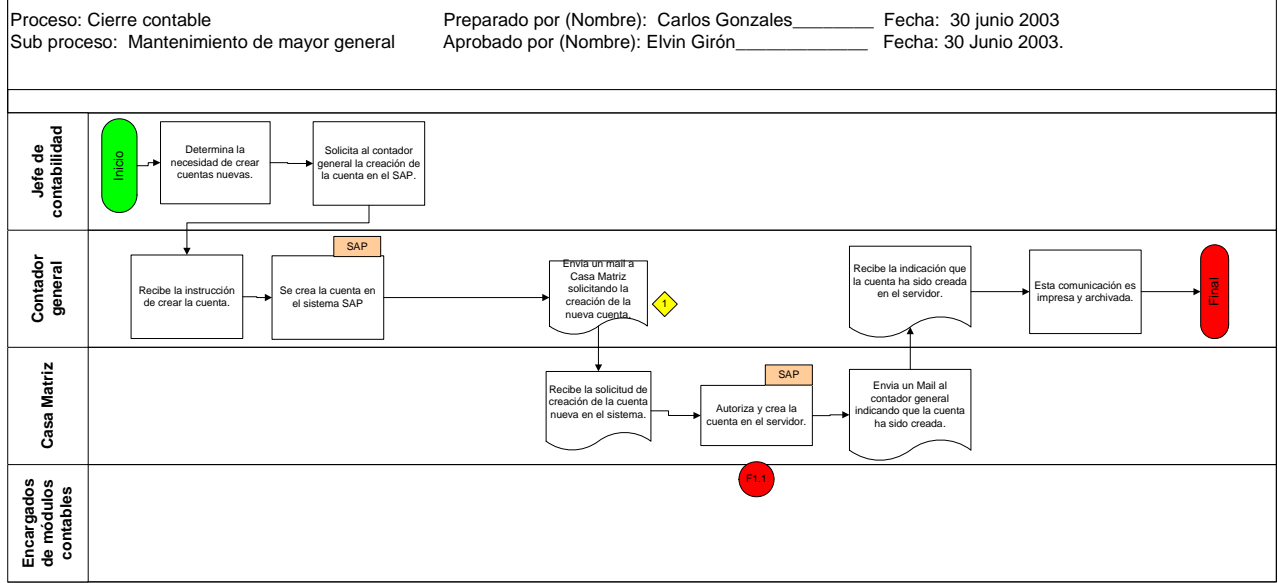 Proceso: Cierre contable
Preparado por (Nombre): Carlos Gonzales_________ Fecha: 30 junio 2003
Sub proceso: Mantenimiento de mayor general
Aprobado por (Nombre): Elvin Girón______________ Fecha: 30 Junio 2003.
Jefe de
contabilidad
Inicio
Determina la
necesidad de crear
cuentas nuevas.
Solicita al contador
general la creación de
la cuenta en el SAP.
Contador
general
Recibe la instrucción
de crear la cuenta.
SAP
Se crea la cuenta en
el sistema SAP
Envia un mail a
Casa Matriz
solicitando la
creación de la
nueva cuenta.
1
Recibe la indicación que
la cuenta ha sido creada
en el servidor.
Esta comunicación es
impresa y archivada.
Final
Casa Matriz
Recibe la solicitud de
creación de la cuenta
nueva en el sistema.
SAP
Autoriza y crea la
cuenta en el servidor.
Envia un Mail al
contador general
indicando que la cuenta
ha sido creada.
Encargados
de módulos
contables
F1.1